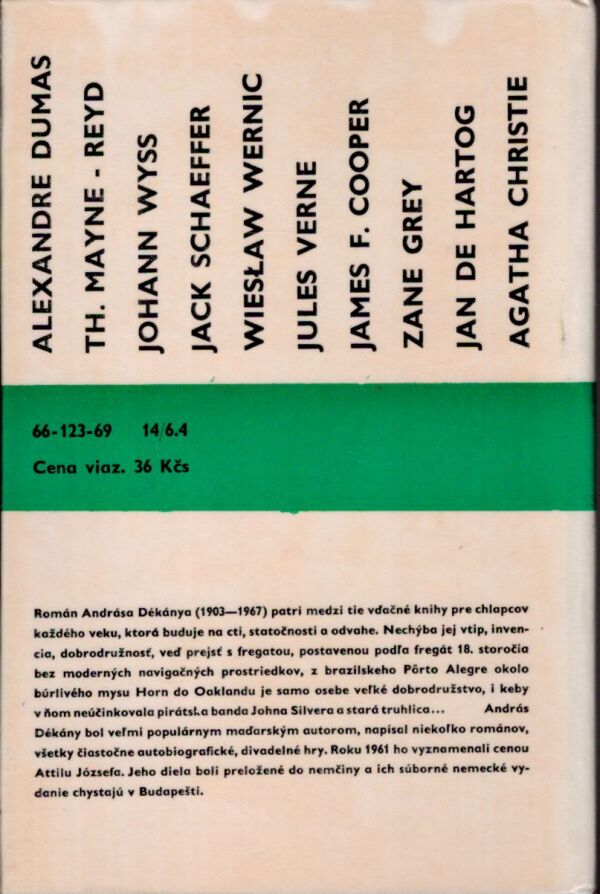 ALEXANDRE DUMAS
TH. MAYNE - REYD
JOHANN WYSS
JACK SCHAEFFER
WIESŁAW WERNIC
JULES VERNE
JAMES F. COOPER
ZANE GREY
JAN DE HARTOG
AGATHA CHRISTIE
66-123-69 14/6.4
Cena viaz. 36 Kčs
Román Andrása Dékánya (1903—1967) patrí medzi tie vďačné knihy pre chlapcov
každého veku, ktorá buduje na cti, statočnosti a odvahe. Nechýba jej vtip, inven-
cia, dobrodružnosť, veď prejsť s fregatou, postavenou podľa fregát 18. storočia
bez moderných navigačných prostriedkov, z brazílskeho Pôrto Alegre okolo
búrlivého mysu Horn do Oaklandu je samo osebe veľké dobrodružstvo, i keby
v ňom neúčinkovala pirátska banda Johna Silvera a stará truhlica... András
Dékány bol veľmi populárnym maďarským autorom, napísal niekoľko románov,
všetky čiastočne autobiografické, divadelné hry. Roku 1961 ho vyznamenali cenou
Attilu Józsefa. Jeho diela boli preložené do nemčiny a ich súborné nemecké vy-
danie chystajú v Budapešti.